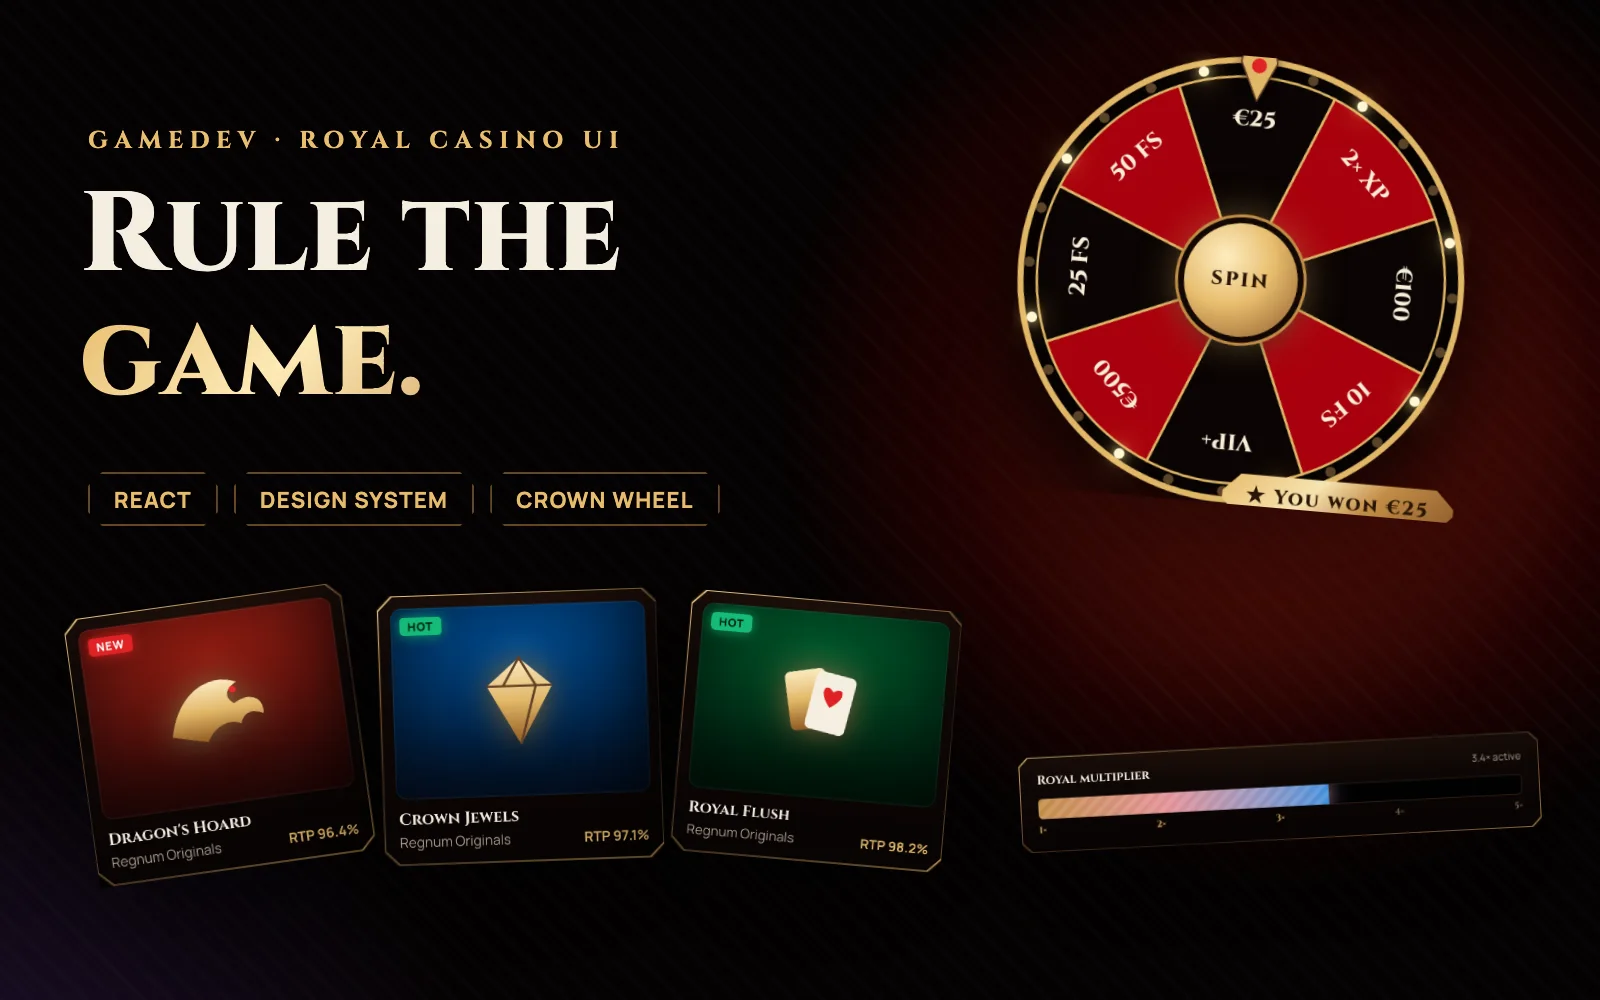 GAMEDEV · ROYAL CASINO UI
RULE THE
GAME.
REACT
DESIGN SYSTEM
CROWN WHEEL
€25
2× XP
€100
10 FS
VIP+
€500
25 FS
50 FS
SPIN
★ YOU WON €25
NEW
DRAGON'S HOARD
Regnum Originals
RTP 96.4%
HOT
CROWN JEWELS
Regnum Originals
RTP 97.1%
HOT
ROYAL FLUSH
Regnum Originals
RTP 98.2%
ROYAL MULTIPLIER
3.4× active
1×
2×
3×
4×
5×